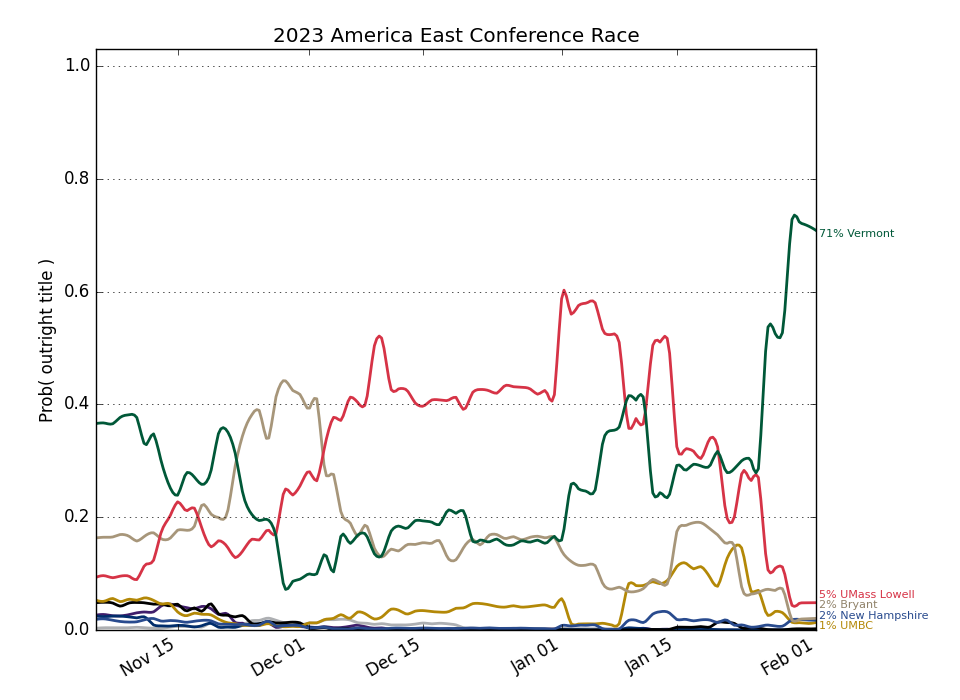 2023 America East Conference Race
Prob( outright title )
1.0
0.8
0.6
0.4
0.2
0.0
71% Vermont
5% UMass Lowell
2% Bryant
2% New Hampshire
1% UMBC
Nov 15
Dec 01
Dec 15
Jan 01
Jan 15
Feb 01